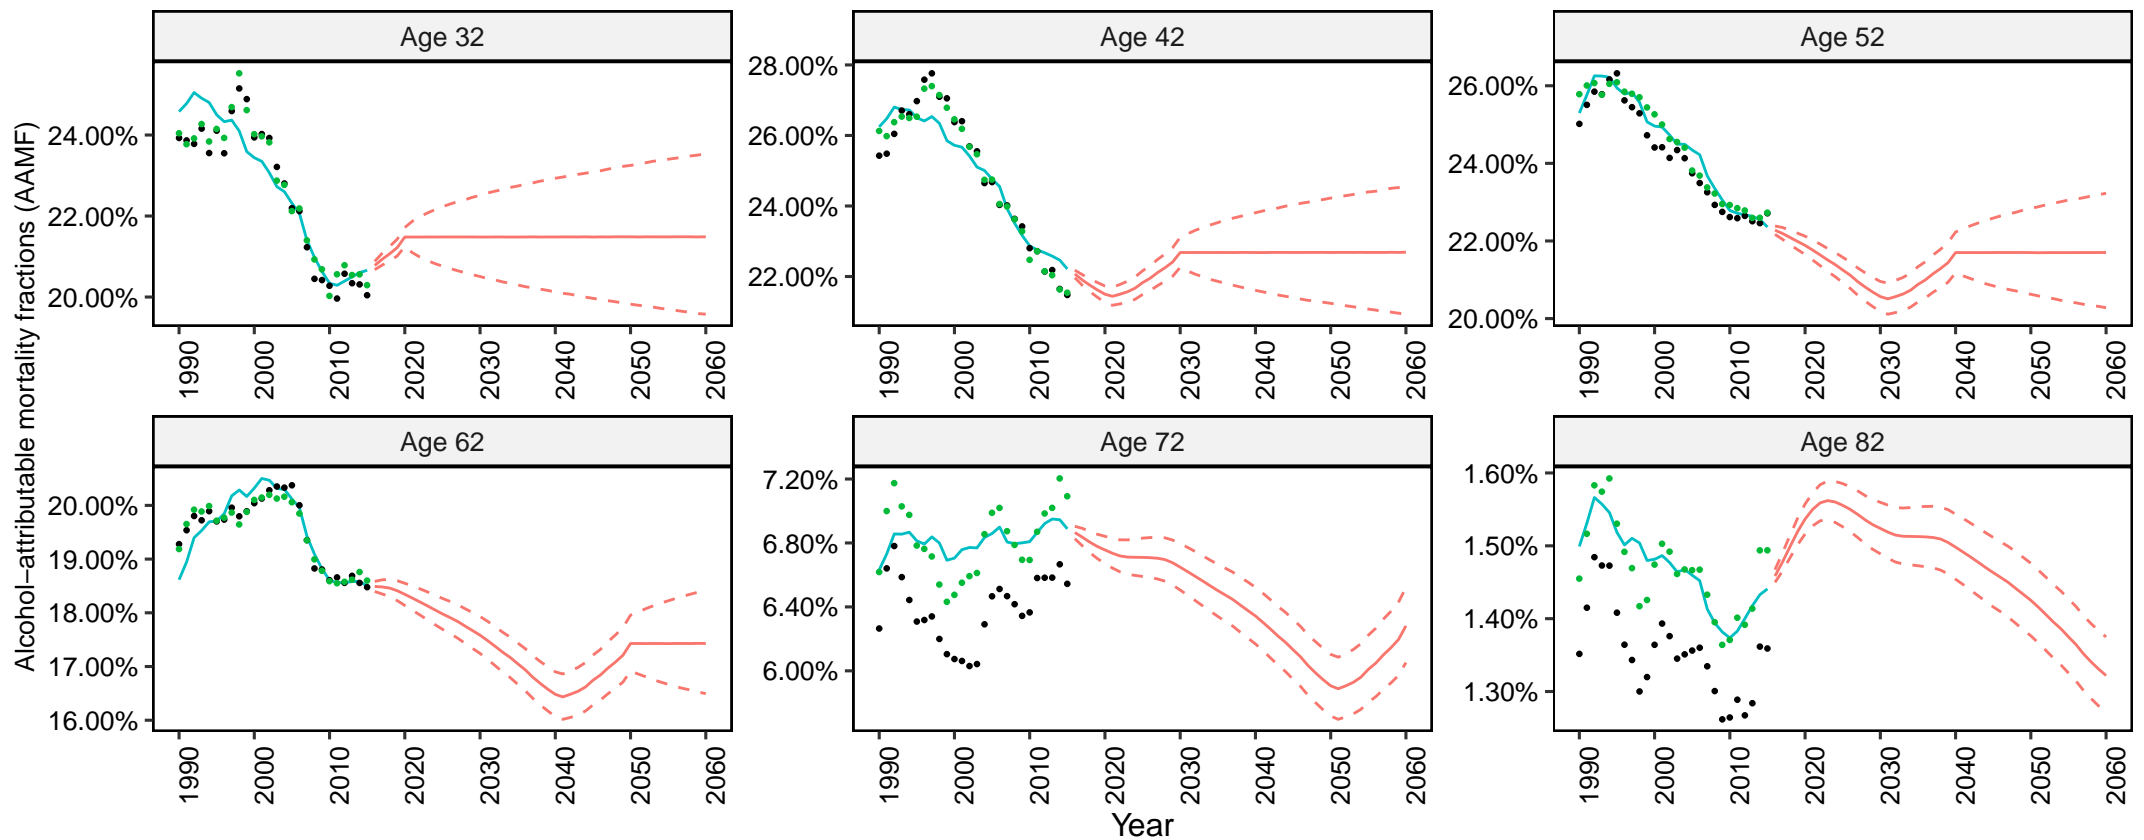 Alcohol−attributable mortality fractions (AAMF)
Age 32
24.00%
22.00%
20.00%
1990 2000 2010 2020 2030 2040 2050 2060
Age 42
28.00%
26.00%
24.00%
22.00%
1990 2000 2010 2020 2030 2040 2050 2060
Age 52
26.00%
24.00%
22.00%
20.00%
1990 2000 2010 2020 2030 2040 2050 2060
Age 62
20.00%
19.00%
18.00%
17.00%
16.00%
1990 2000 2010 2020 2030 2040 2050 2060
Age 72
7.20%
6.80%
6.40%
6.00%
1990 2000 2010 2020 2030 2040 2050 2060
Age 82
1.60%
1.50%
1.40%
1.30%
1990 2000 2010 2020 2030 2040 2050 2060
Year